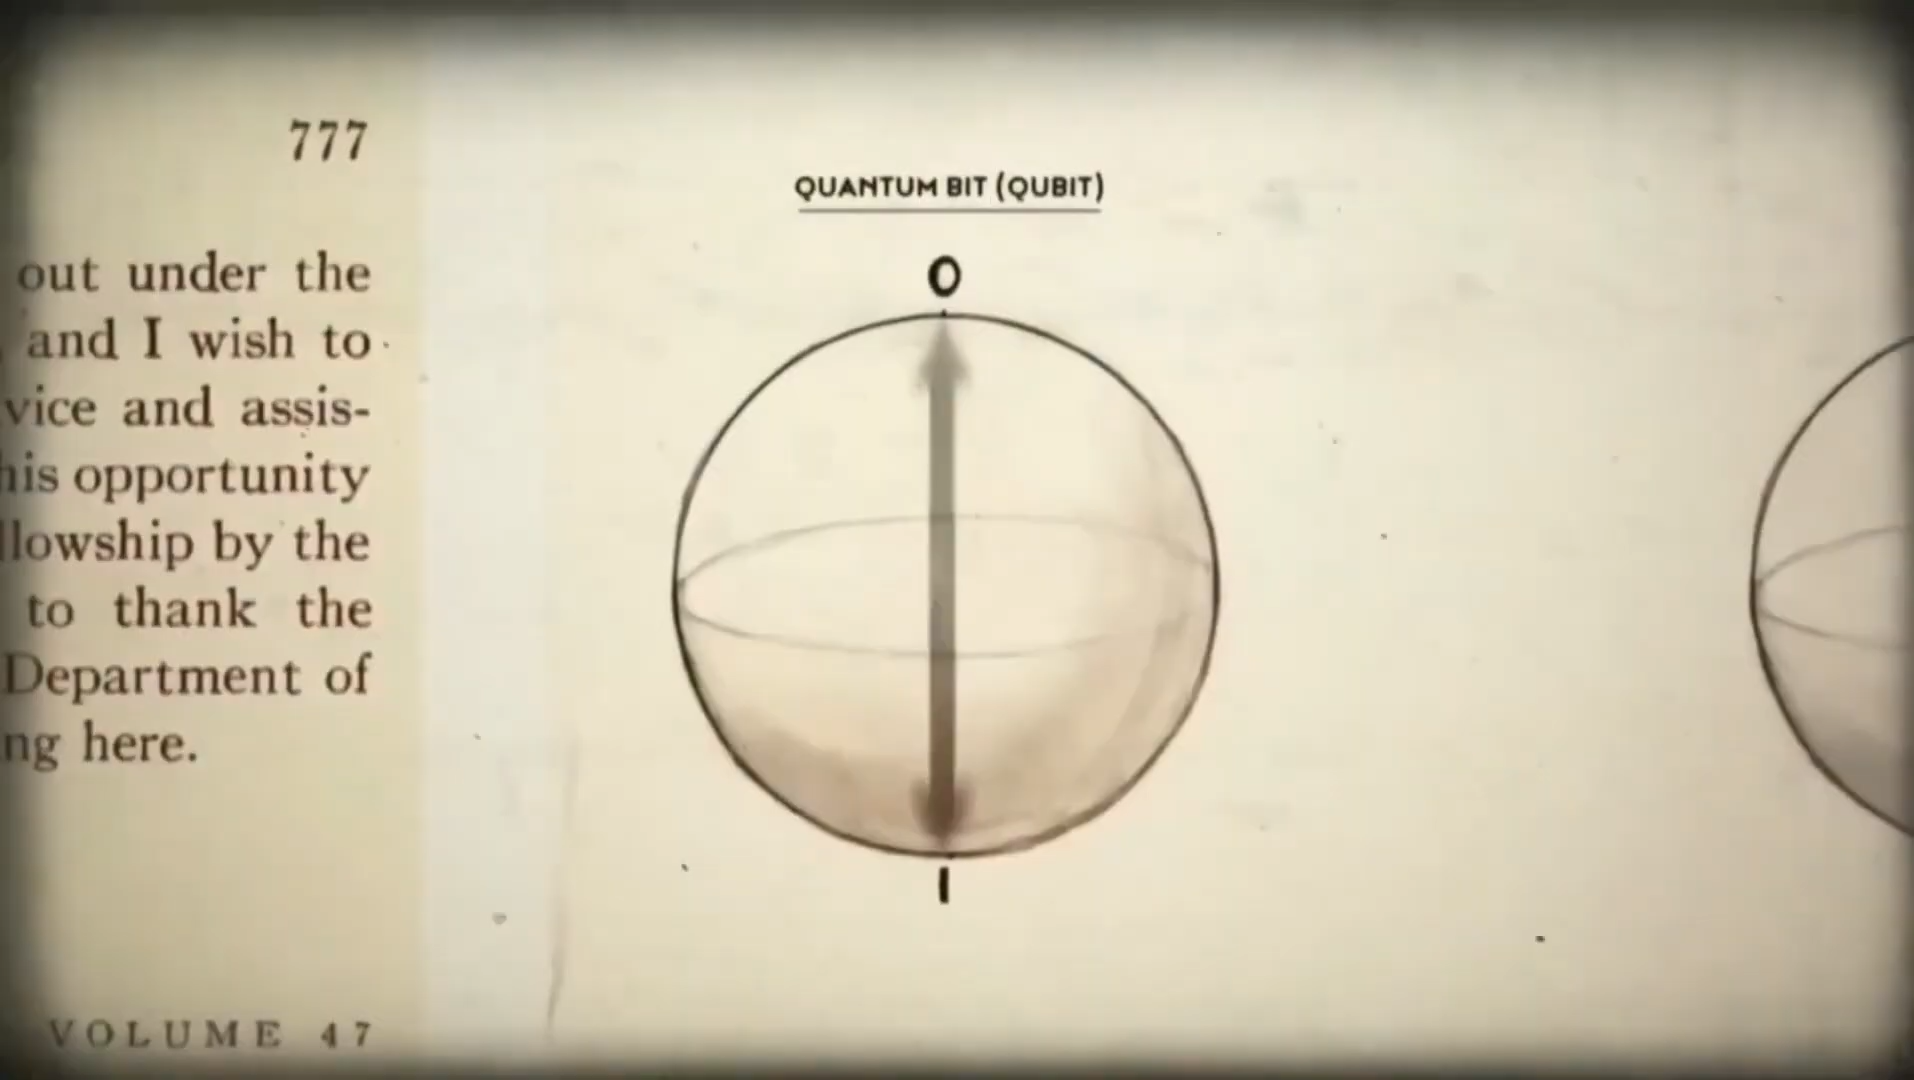 777
out under the
and I wish to
vice and assis-
his opportunity
llowship by the
to thank the
Department of
ng here.
VOLUME 47
QUANTUM BIT (QUBIT)
0
1